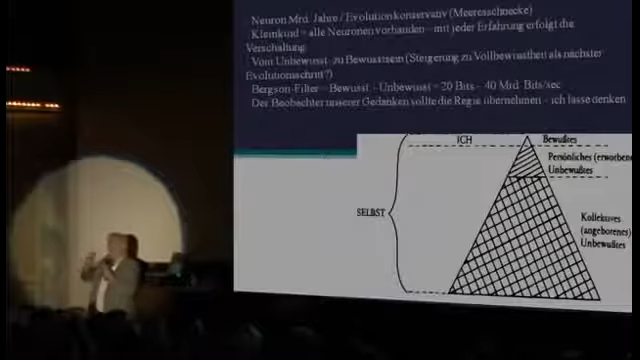 Neuron Mrd. Jahre / Evolutionkonservativ (Meeresschnecke)
Kleinkind – alle Neuronen vorhanden – mit jeder Erfahrung erfolgt die
Verschaltung
Vom Unbewusst- zu Bewusstsein (Steigerung zu Vollbewusstheit als nächster
Evolutionsschritt?)
Bergson-Filter – Bewusst - Unbewusst = 20 Bits – 40 Mrd. Bits/sec
Der Beobachter unserer Gedanken sollte die Regie übernehmen – ich lasse denken
ICH
Bewußtes
Persönliches (erworbene
Unbewußtes
SELBST
Kollektives
(angeborenes)
Unbewußtes